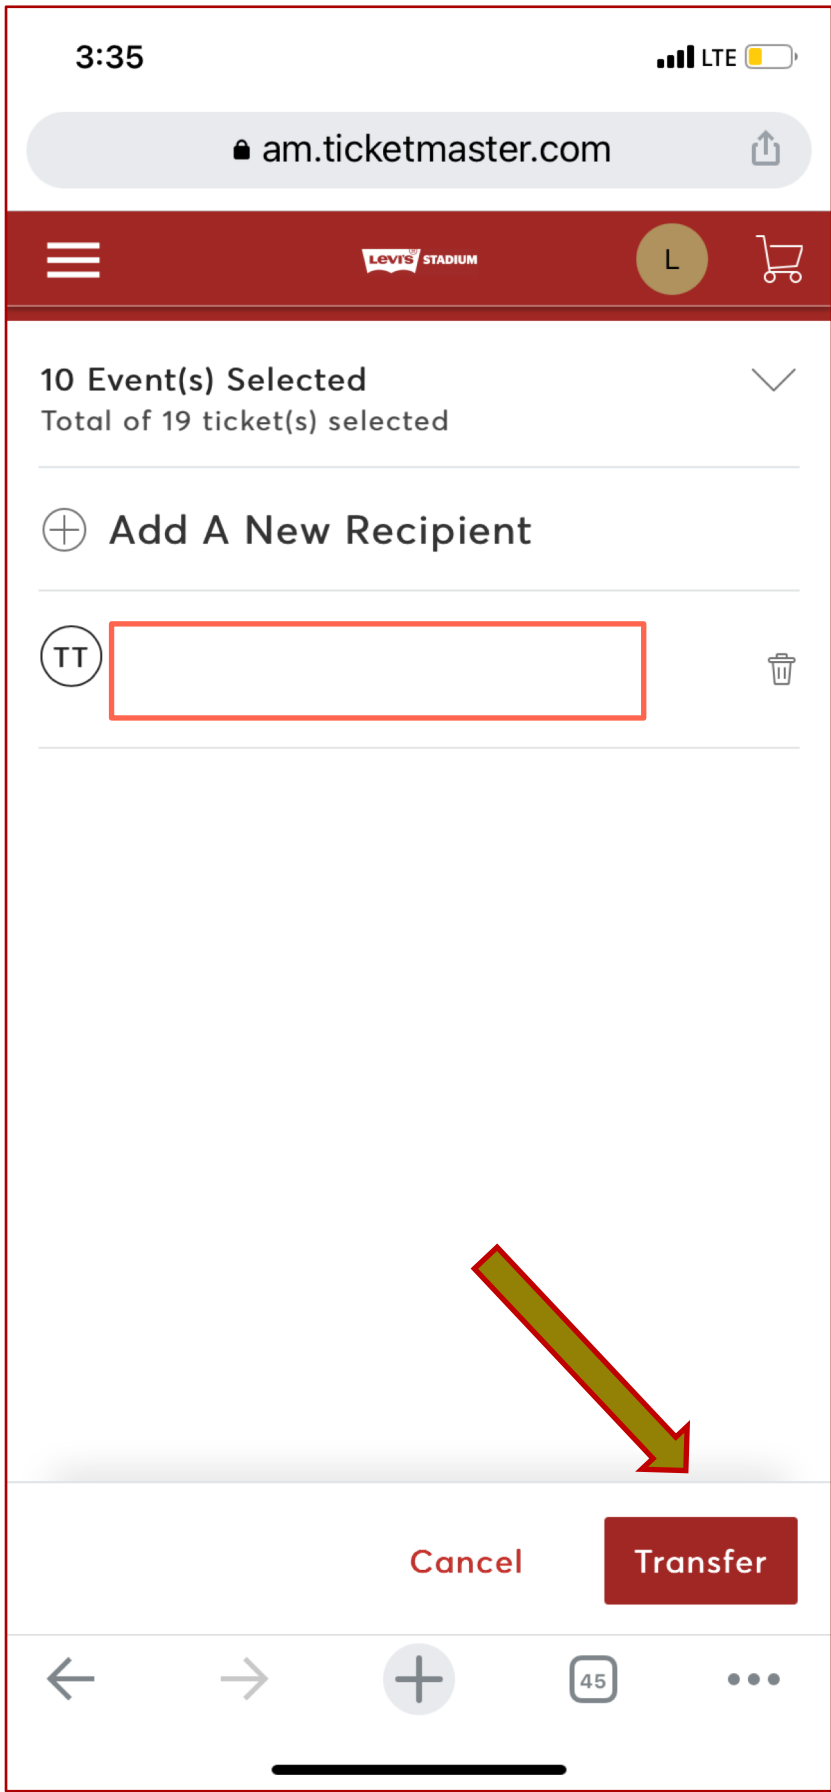 3:35
LTE
am.ticketmaster.com
LEVI'S STADIUM
L
10 Event(s) Selected
Total of 19 ticket(s) selected
Add A New Recipient
TT
Cancel
Transfer
45